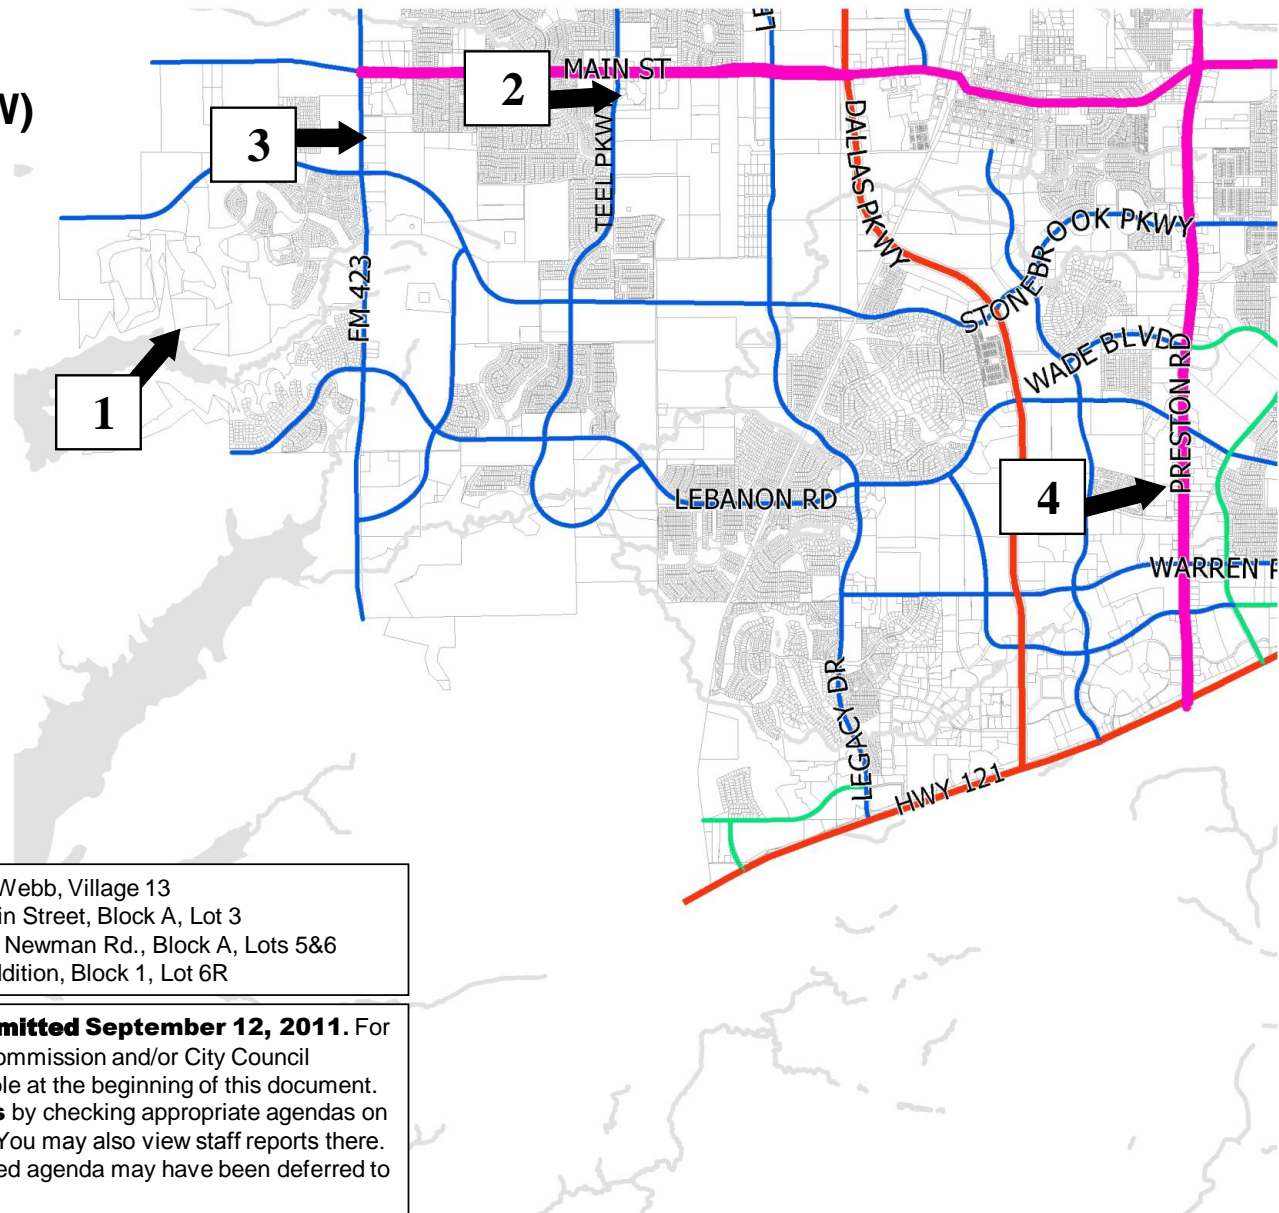 W)
MAIN ST
2
3
TEEL PKW
DALLAS PKWY
STONEBROOK PKWY
FM 423
WADE BLVD
PRESTON RD
1
4
LEBANON RD
WARREN
LEGACY DR
HWY 121
Webb, Village 13
in Street, Block A, Lot 3
Newman Rd., Block A, Lots 5&6
ddition, Block 1, Lot 6R
mitted September 12, 2011. For
ommission and/or City Council
ble at the beginning of this document.
s by checking appropriate agendas on
You may also view staff reports there.
ed agenda may have been deferred to